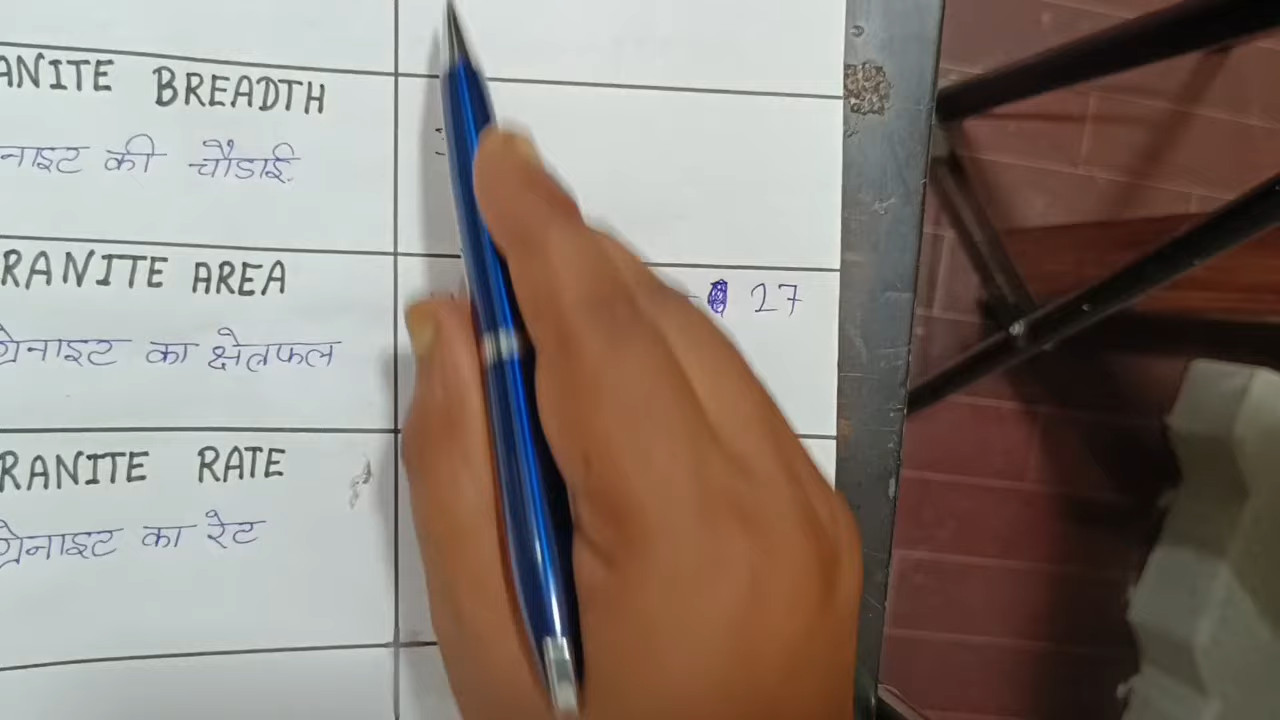 ANITE BREADTH
नाइट की चौडाई.
RANITE AREA
27
ग्रेनाइट का क्षेत्रफल
RANITE RATE
ग्रेनाइट का रेट